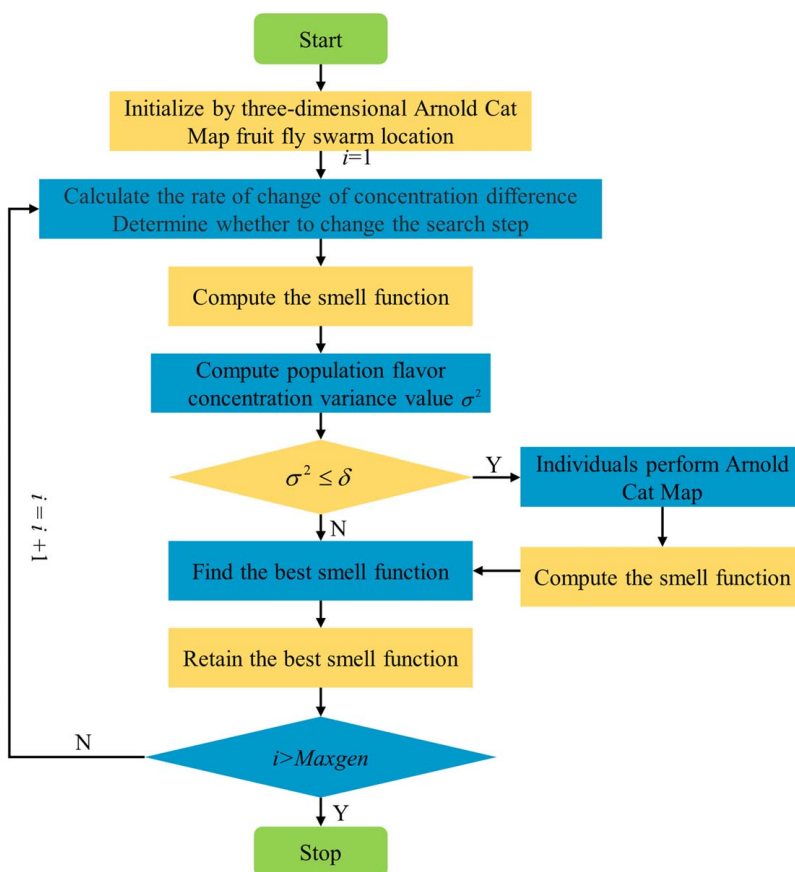 Start
Initialize by three-dimensional Arnold Cat
Map fruit fly swarm location
i=1
Calculate the rate of change of concentration difference
Determine whether to change the search step
Compute the smell function
Compute population flavor
concentration variance value σ²
σ² ≤ δ
Y
Individuals perform Arnold
Cat Map
N
Find the best smell function
Compute the smell function
i = i +1
Retain the best smell function
N
i>Maxgen
Y
Stop